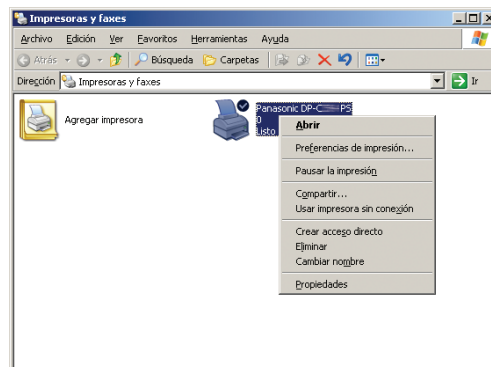 Impresoras y faxes
Archivo Edición Ver Favoritos Herramientas Ayuda
Atrás Búsqueda Carpetas
Dirección Impresoras y faxes Ir
Agregar impresora
Panasonic DP-C PS
0
Listo
Abrir
Preferencias de impresión...
Pausar la impresión
Compartir...
Usar impresora sin conexión
Crear acceso directo
Eliminar
Cambiar nombre
Propiedades